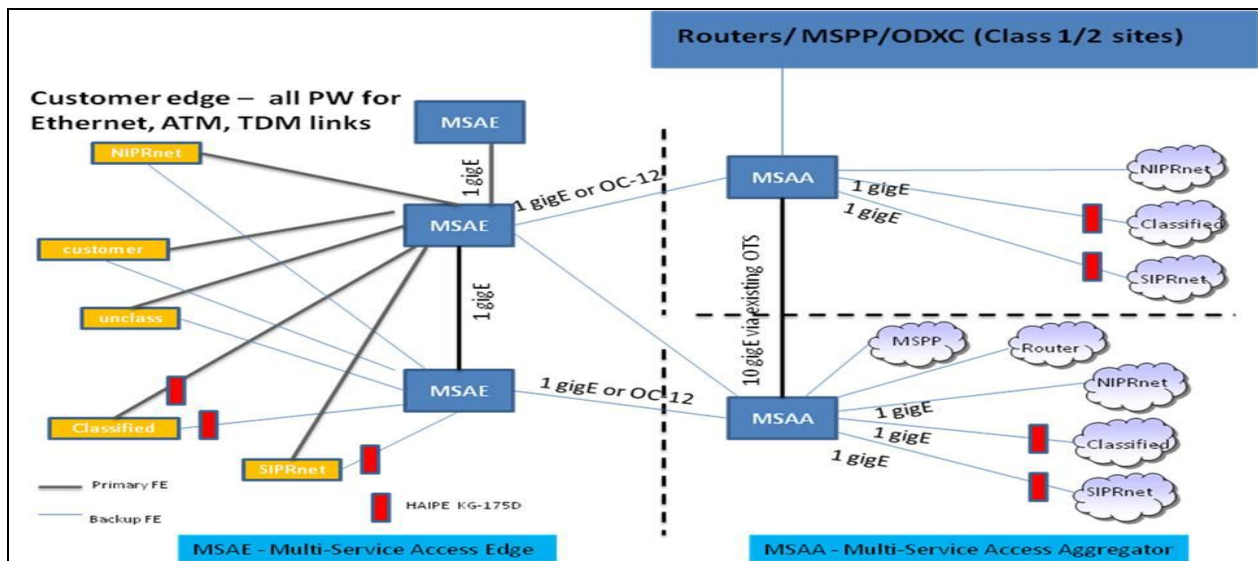 Routers/ MSPP/ODXC (Class 1/2 sites)
Customer edge – all PW for
Ethernet, ATM, TDM links
MSAE
NIPRnet
1 gigE
1 gigE or OC-12
MSAA
NIPRnet
1 gigE
Classified
1 gigE
SIPRnet
MSAE
customer
unclass
1 gigE
10 gigE via existing OTS
MSPP
Router
MSAE
1 gigE or OC-12
MSAA
NIPRnet
1 gigE
Classified
1 gigE
SIPRnet
1 gigE
Classified
SIPRnet
Primary FE
Backup FE
HAIPE KG-175D
MSAE - Multi-Service Access Edge
MSAA - Multi-Service Access Aggregator